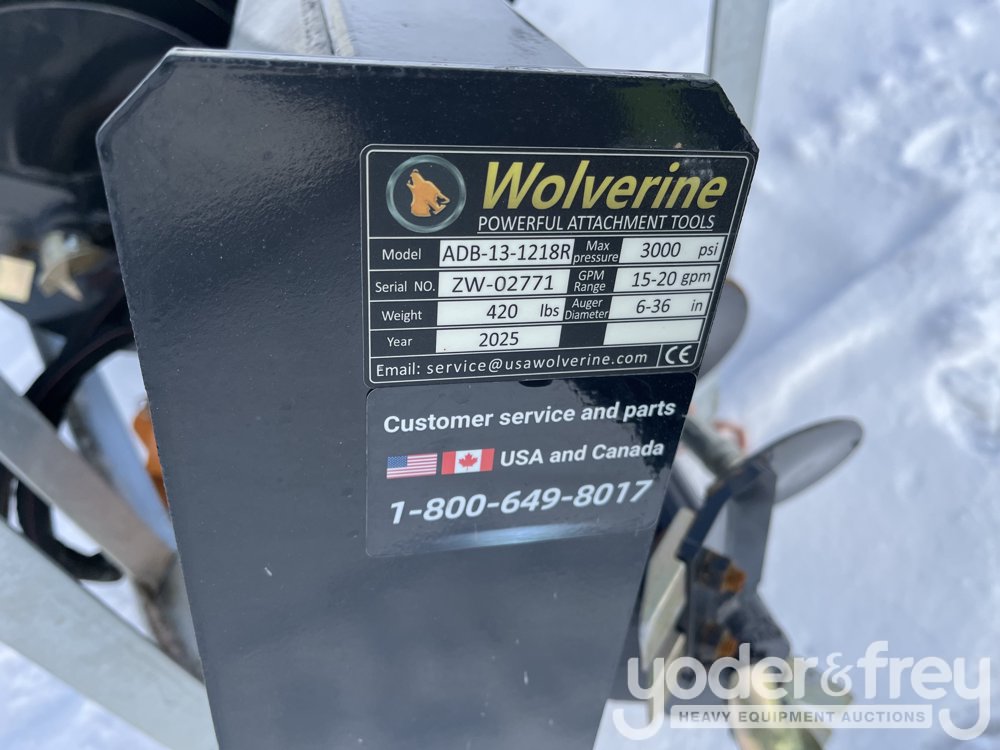 Wolverine
POWERFUL ATTACHMENT TOOLS
Model ADB-13-1218R Max pressure 3000 psi
Serial NO. ZW-02771 GPM Range 15-20 gpm
Weight 420 lbs Auger Diameter 6-36 in
Year 2025
Email: service@usawolverine.com CE
Customer service and parts
USA and Canada
1-800-649-8017
yoder&frey
HEAVY EQUIPMENT AUCTIONS